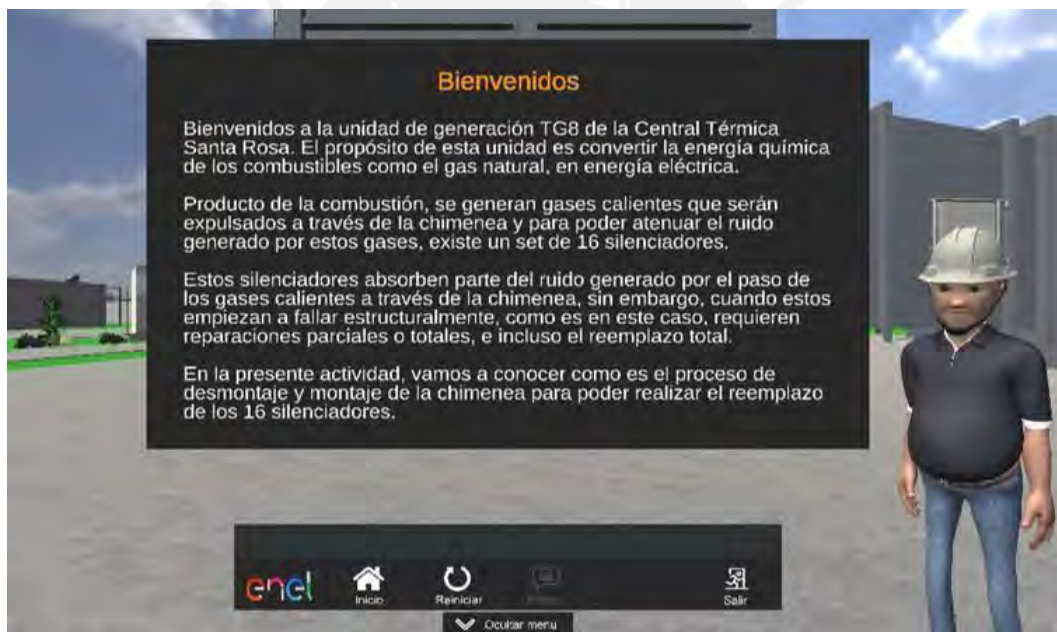 Bienvenidos
Bienvenidos a la unidad de generación TG8 de la Central Térmica
Santa Rosa. El propósito de esta unidad es convertir la energía química
de los combustibles como el gas natural, en energía eléctrica.
Producto de la combustión, se generan gases calientes que serán
expulsados a través de la chimenea y para poder atenuar el ruido
generado por estos gases, existe un set de 16 silenciadores.
Estos silenciadores absorben parte del ruido generado por el paso de
los gases calientes a través de la chimenea, sin embargo, cuando estos
empiezan a fallar estructuralmente, como es en este caso, requieren
reparaciones parciales o totales, e incluso el reemplazo total.
En la presente actividad, vamos a conocer como es el proceso de
desmontaje y montaje de la chimenea para poder realizar el reemplazo
de los 16 silenciadores.
enel
Inicio
Reiniciar
Salir
Ocultar menu